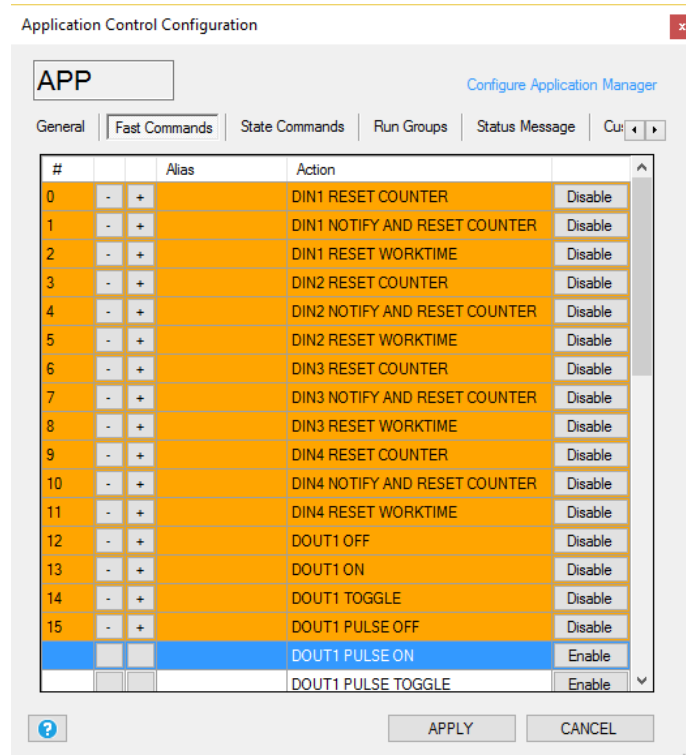 Application Control Configuration
x
APP
Configure Application Manager
General Fast Commands State Commands Run Groups Status Message Cu
# Alias Action
0 - + DIN1 RESET COUNTER Disable
1 - + DIN1 NOTIFY AND RESET COUNTER Disable
2 - + DIN1 RESET WORKTIME Disable
3 - + DIN2 RESET COUNTER Disable
4 - + DIN2 NOTIFY AND RESET COUNTER Disable
5 - + DIN2 RESET WORKTIME Disable
6 - + DIN3 RESET COUNTER Disable
7 - + DIN3 NOTIFY AND RESET COUNTER Disable
8 - + DIN3 RESET WORKTIME Disable
9 - + DIN4 RESET COUNTER Disable
10 - + DIN4 NOTIFY AND RESET COUNTER Disable
11 - + DIN4 RESET WORKTIME Disable
12 - + DOUT1 OFF Disable
13 - + DOUT1 ON Disable
14 - + DOUT1 TOGGLE Disable
15 - + DOUT1 PULSE OFF Disable
DOUT1 PULSE ON Enable
DOUT1 PULSE TOGGLE Enable
? APPLY CANCEL